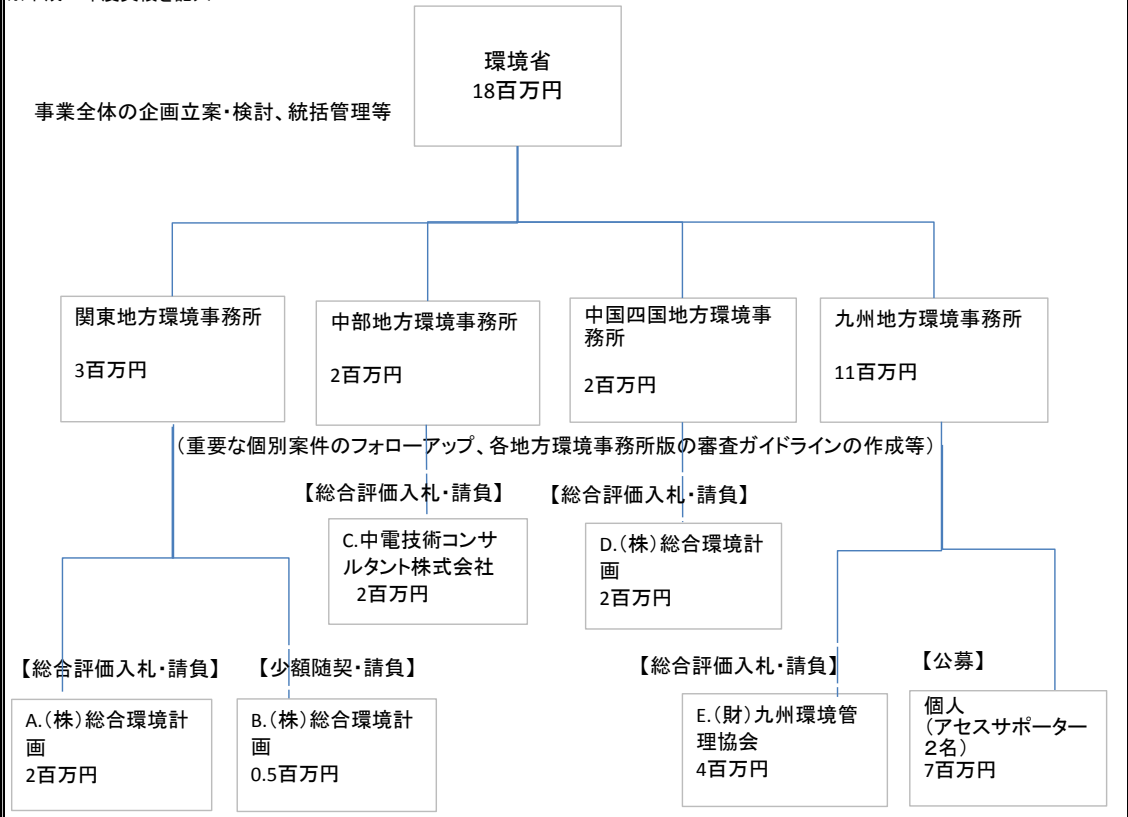 環境省
18百万円
事業全体の企画立案・検討、統括管理等
関東地方環境事務所
3百万円
中部地方環境事務所
2百万円
中国四国地方環境事
務所
2百万円
九州地方環境事務所
11百万円
(重要な個別案件のフォローアップ、各地方環境事務所版の審査ガイドラインの作成等)
【総合評価入札・請負】
C.中電技術コンサ
ルタント株式会社
2百万円
【総合評価入札・請負】
D.(株)総合環境計
画
2百万円
【総合評価入札・請負】
A.(株)総合環境計
画
2百万円
【少額随契・請負】
B.(株)総合環境計
画
0.5百万円
【総合評価入札・請負】
E.(財)九州環境管
理協会
4百万円
【公募】
個人
(アセスサポーター
2名)
7百万円